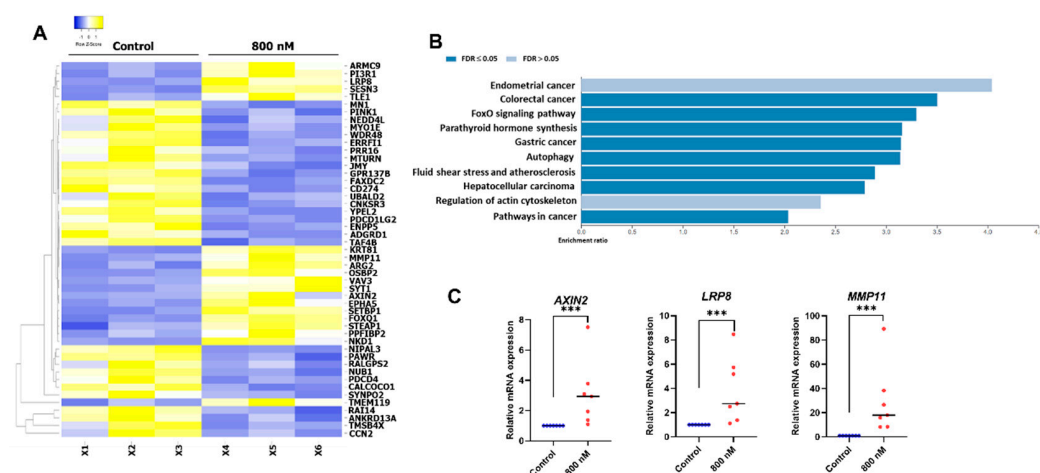 A
-1 0 1
Row Z-Score
Control 800 nM
ARMC9
PI3R1
LRP8
SESN3
TLE1
MN1
PINK1
NEDD4L
MYO1E
WDR48
ERRFI1
PRR16
MTURN
JMY
GPR137B
FAXDC2
CD274
UBALD2
CNKSR3
YPEL2
PDCD1LG2
ENPP5
ADGRD1
TAF4B
KRT81
MMP11
ARG2
OSBP2
VAV3
SYT1
AXIN2
EPHA5
SETBP1
FOXQ1
STEAP1
PPFIBP2
NKD1
NIPAL3
PAWR
RALGPS2
NUB1
PDCD4
CALCOCO1
SYNPO2
TMEM119
RAI14
ANKRD13A
TMSB4X
CCN2
X1 X2 X3 X4 X5 X6
B
FDR ≤ 0.05 FDR > 0.05
Endometrial cancer
Colorectal cancer
FoxO signaling pathway
Parathyroid hormone synthesis
Gastric cancer
Autophagy
Fluid shear stress and atherosclerosis
Hepatocellular carcinoma
Regulation of actin cytoskeleton
Pathways in cancer
0.0 0.5 1.0 1.5 2.0 2.5 3.0 3.5 4.0 4.5
Enrichment ratio
C
AXIN2
***
Relative mRNA expression
8
6
4
2
0
Control
800 nM
LRP8
***
Relative mRNA expression
10
8
6
4
2
0
Control
800 nM
MMP11
***
Relative mRNA expression
100
80
60
40
20
0
Control
800 nM